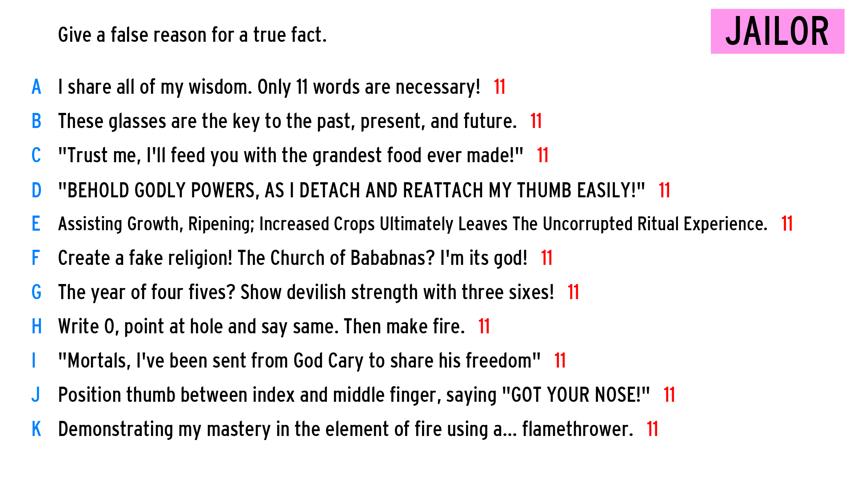 Give a false reason for a true fact.
JAILOR
A I share all of my wisdom. Only 11 words are necessary! 11
B These glasses are the key to the past, present, and future. 11
C "Trust me, I'll feed you with the grandest food ever made!" 11
D "BEHOLD GODLY POWERS, AS I DETACH AND REATTACH MY THUMB EASILY!" 11
E Assisting Growth, Ripening; Increased Crops Ultimately Leaves The Uncorrupted Ritual Experience. 11
F Create a fake religion! The Church of Bababnas? I'm its god! 11
G The year of four fives? Show devilish strength with three sixes! 11
H Write O, point at hole and say same. Then make fire. 11
I "Mortals, I've been sent from God Cary to share his freedom" 11
J Position thumb between index and middle finger, saying "GOT YOUR NOSE!" 11
K Demonstrating my mastery in the element of fire using a... flamethrower. 11